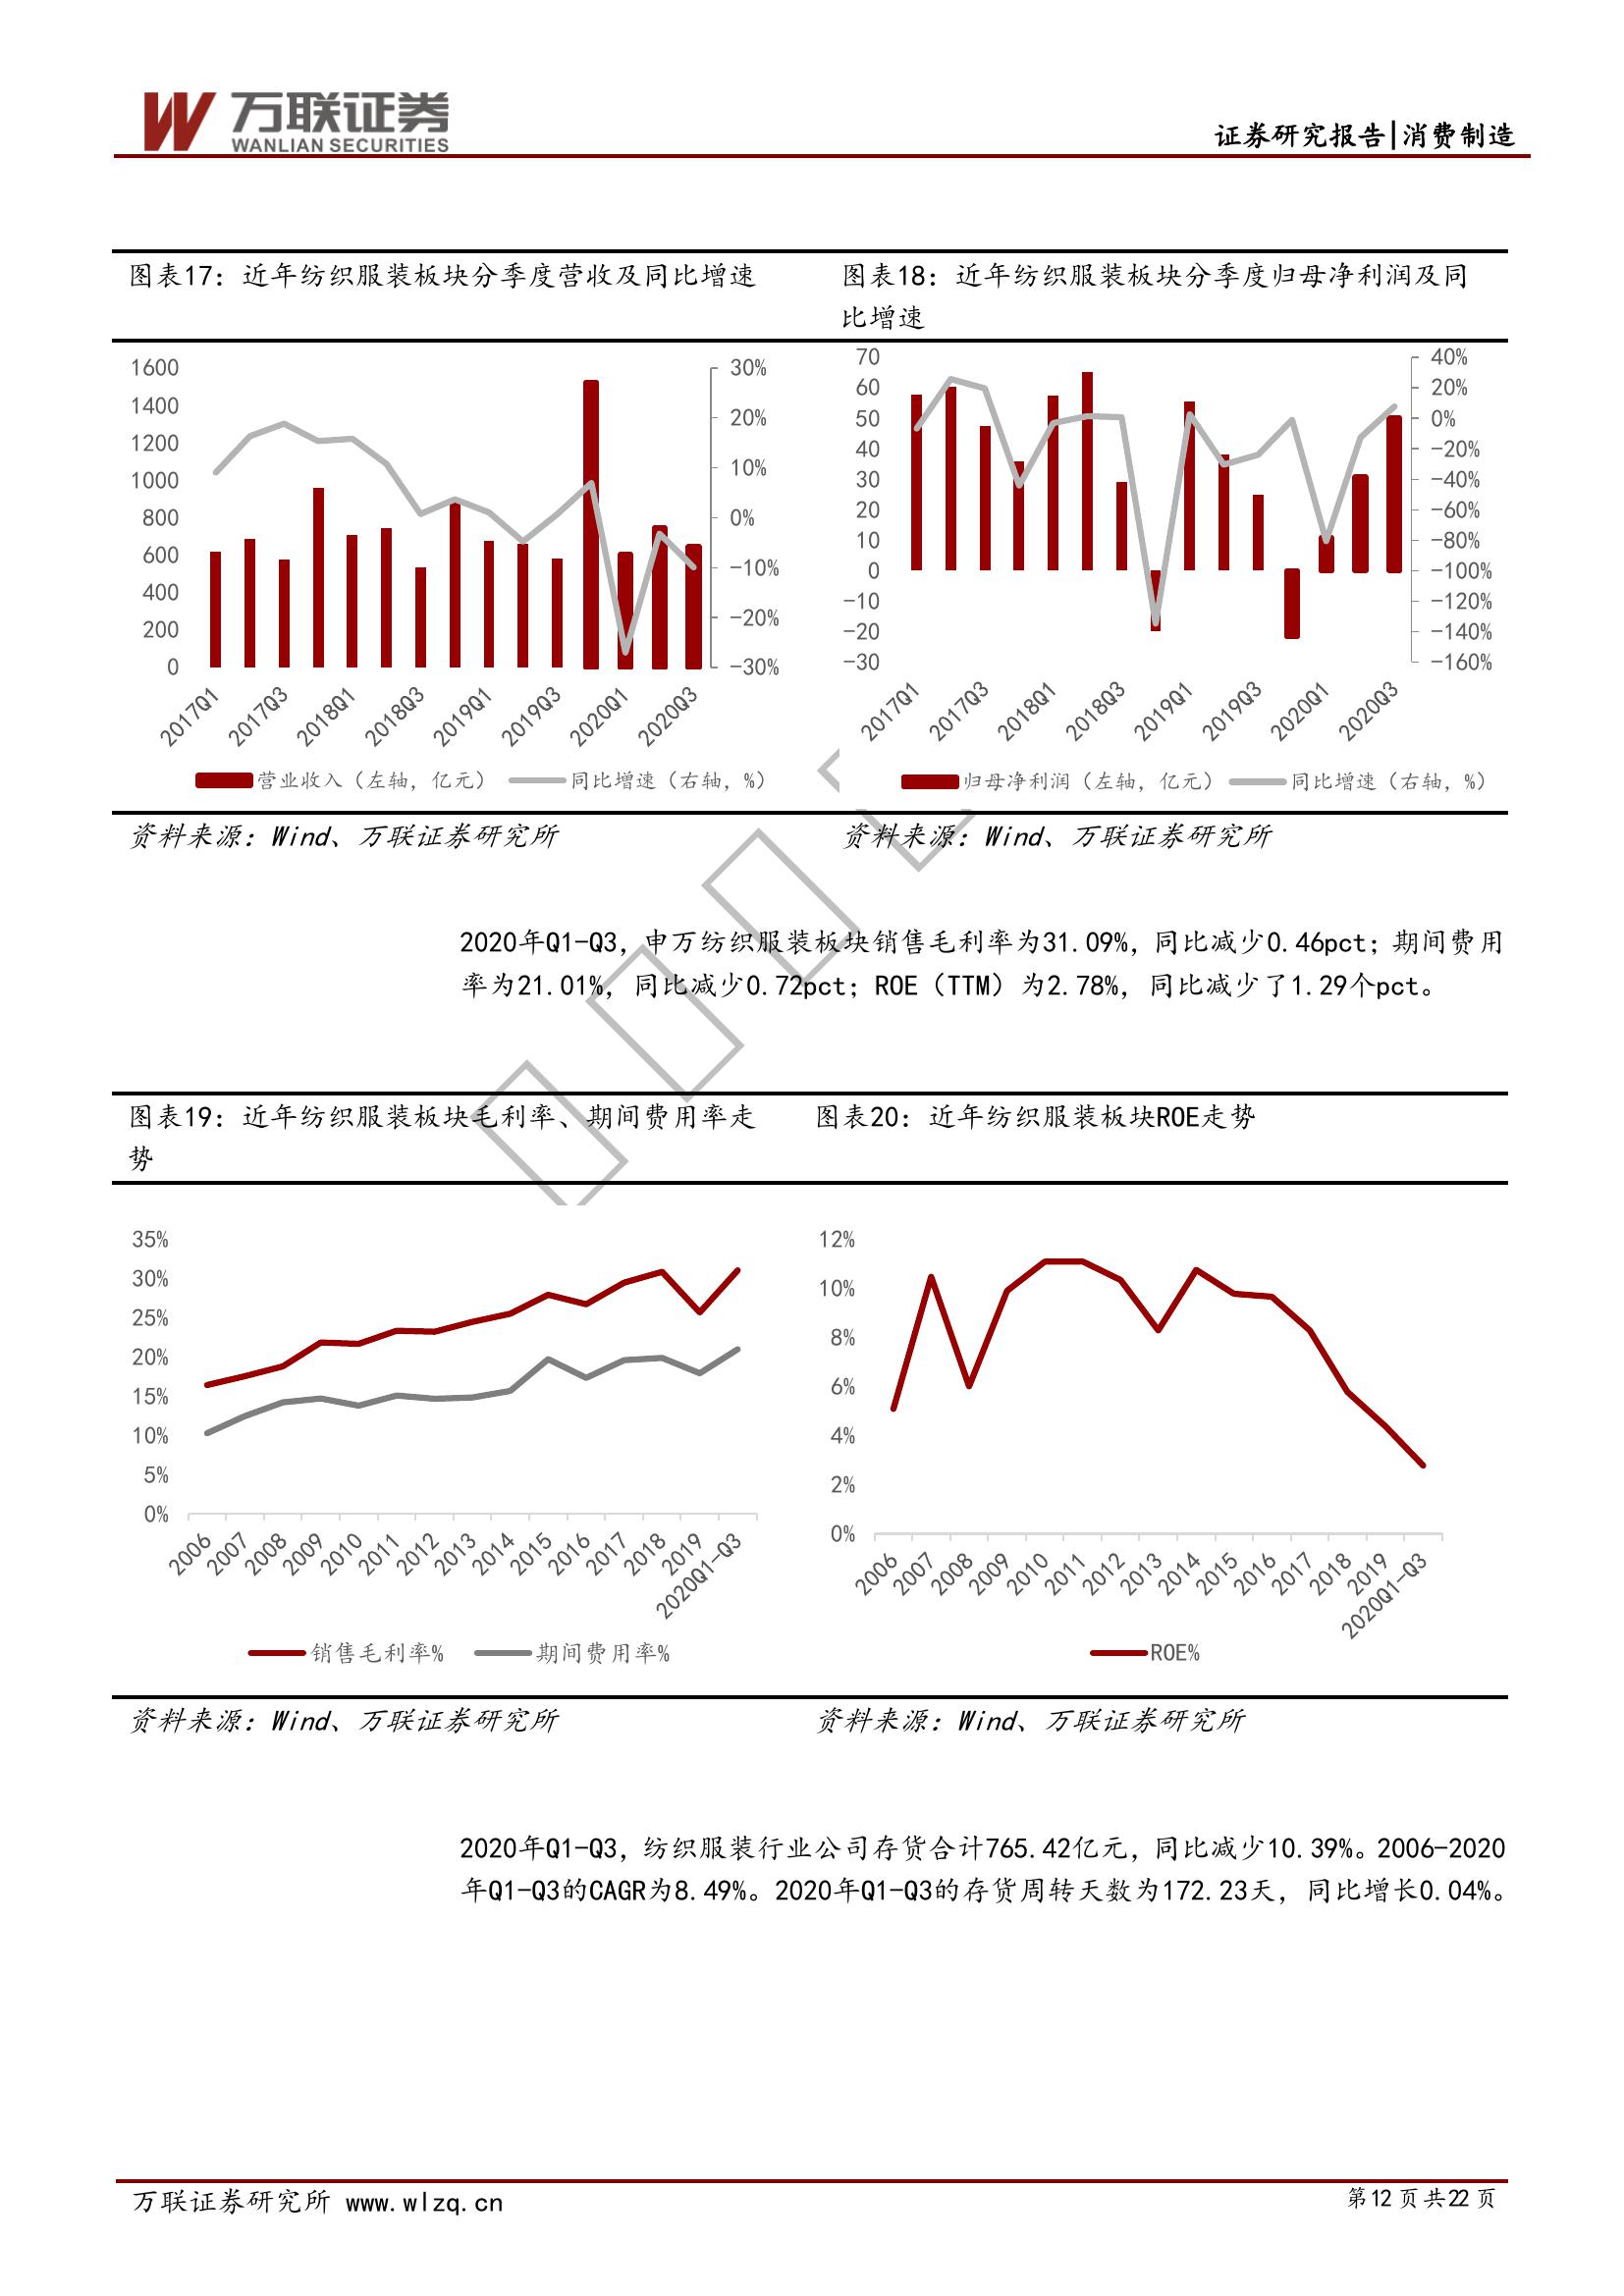 万联证券
WANLIAN SECURITIES
证券研究报告|消费制造
图表17：近年纺织服装板块分季度营收及同比增速
1600
1400
1200
1000
800
600
400
200
0
30%
20%
10%
0%
-10%
-20%
-30%
2017Q1
2017Q3
2018Q1
2018Q3
2019Q1
2019Q3
2020Q1
2020Q3
营业收入（左轴，亿元）
同比增速（右轴，%）
资料来源：Wind、万联证券研究所
图表18：近年纺织服装板块分季度归母净利润及同
比增速
70
60
50
40
30
20
10
0
-10
-20
-30
40%
20%
0%
-20%
-40%
-60%
-80%
-100%
-120%
-140%
-160%
2017Q1
2017Q3
2018Q1
2018Q3
2019Q1
2019Q3
2020Q1
2020Q3
归母净利润（左轴，亿元）
同比增速（右轴，%）
资料来源：Wind、万联证券研究所
2020年Q1-Q3，申万纺织服装板块销售毛利率为31.09%，同比减少0.46pct；期间费用
率为21.01%，同比减少0.72pct；ROE（TTM）为2.78%，同比减少了1.29个pct。
图表19：近年纺织服装板块毛利率、期间费用率走
势
35%
30%
25%
20%
15%
10%
5%
0%
2006
2007
2008
2009
2010
2011
2012
2013
2014
2015
2016
2017
2018
2019
2020Q1-Q3
销售毛利率%
期间费用率%
资料来源：Wind、万联证券研究所
图表20：近年纺织服装板块ROE走势
12%
10%
8%
6%
4%
2%
0%
2006
2007
2008
2009
2010
2011
2012
2013
2014
2015
2016
2017
2018
2019
2020Q1-Q3
ROE%
资料来源：Wind、万联证券研究所
2020年Q1-Q3，纺织服装行业公司存货合计765.42亿元，同比减少10.39%。2006-2020
年Q1-Q3的CAGR为8.49%。2020年Q1-Q3的存货周转天数为172.23天，同比增长0.04%。
万联证券研究所 www.wlzq.cn
第12页共22页